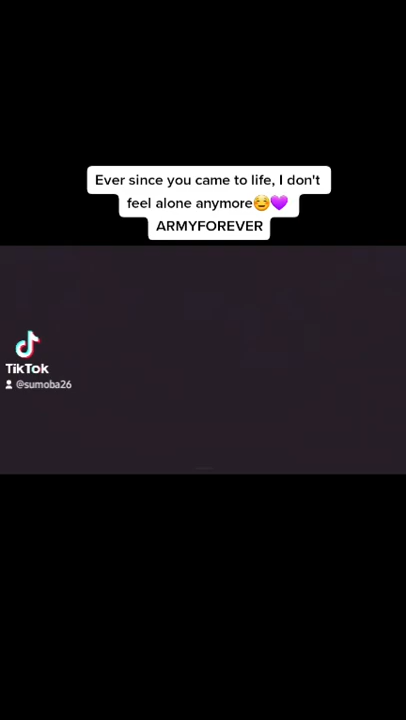 Ever since you came to life, I don't
feel alone anymore☺️💜
ARMYFOREVER
TikTok
@sumoba26